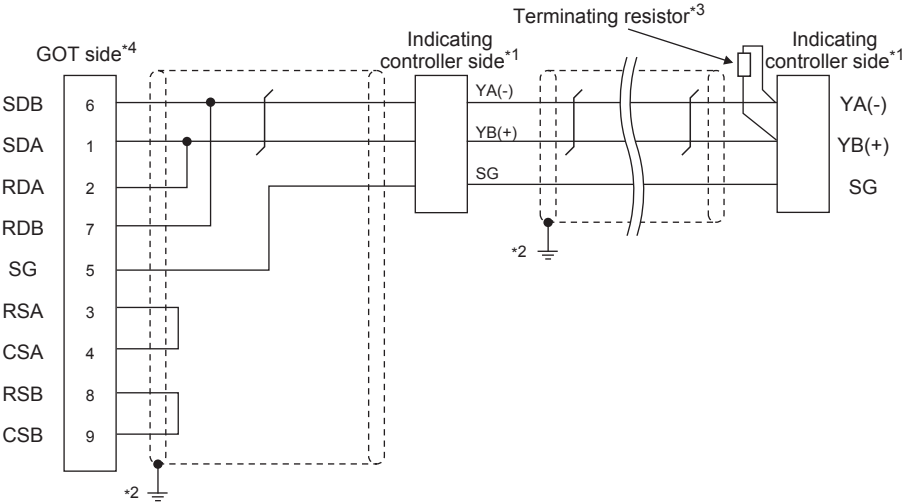 Terminating resistor*3
GOT side*4
Indicating
controller side*1
Indicating
controller side*1
SDB 6 YA(-) YA(-)
SDA 1 YB(+) YB(+)
RDA 2 SG SG
RDB 7
SG 5
*2
RSA 3
CSA 4
RSB 8
CSB 9
*2